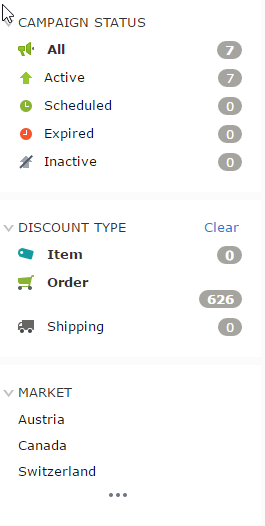 CAMPAIGN STATUS
All 7
Active 7
Scheduled 0
Expired 0
Inactive 0
DISCOUNT TYPE Clear
Item 0
Order
626
Shipping 0
MARKET
Austria
Canada
Switzerland
•••